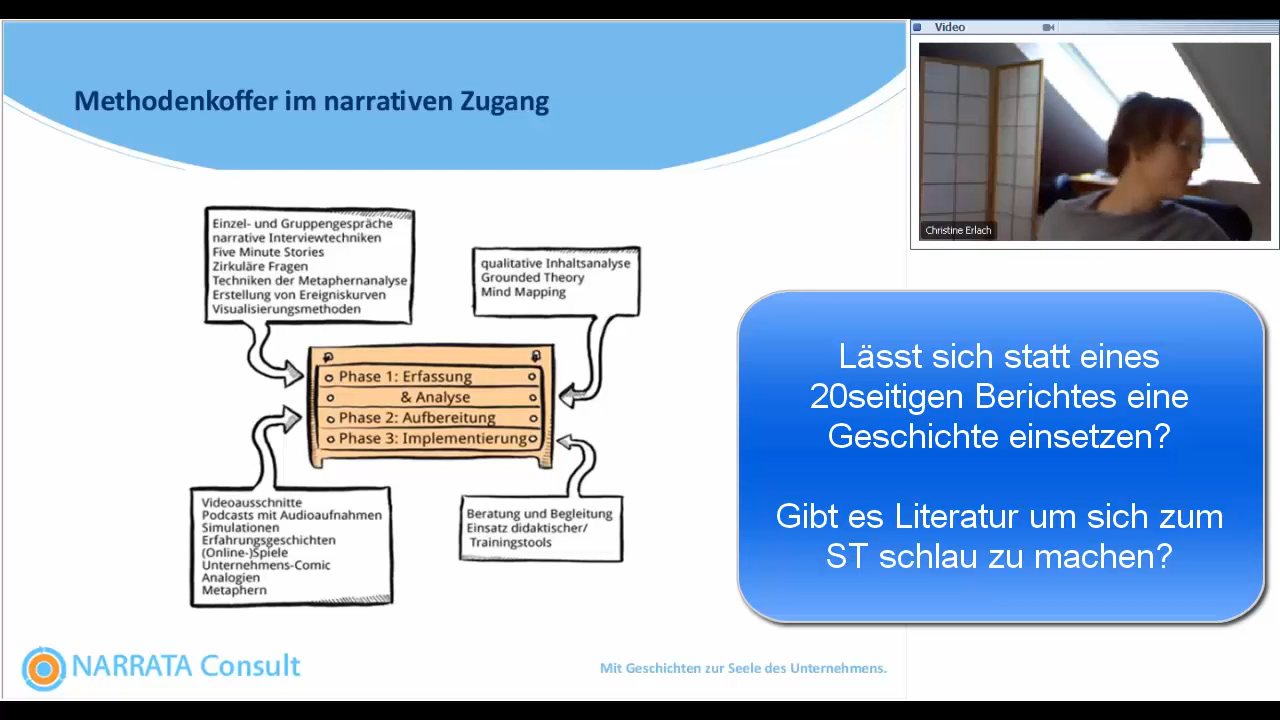 Methodenkoffer im narrativen Zugang
Einzel- und Gruppengespräche
narrative Interviewtechniken
Five Minute Stories
Zirkuläre Fragen
Techniken der Metaphernanalyse
Erstellung von Ereigniskurven
Visualisierungsmethoden
qualitative Inhaltsanalyse
Grounded Theory
Mind Mapping
Phase 1: Erfassung
& Analyse
Phase 2: Aufbereitung
Phase 3: Implementierung
Videoausschnitte
Podcasts mit Audioaufnahmen
Simulationen
Erfahrungsgeschichten
(Online-)Spiele
Unternehmens-Comic
Analogien
Metaphern
Beratung und Begleitung
Einsatz didaktischer/
Trainingstools
NARRATA Consult
Mit Geschichten zur Seele des Unternehmens.
Video
Christine Erlach
Lässt sich statt eines
20seitigen Berichtes eine
Geschichte einsetzen?
Gibt es Literatur um sich zum
ST schlau zu machen?